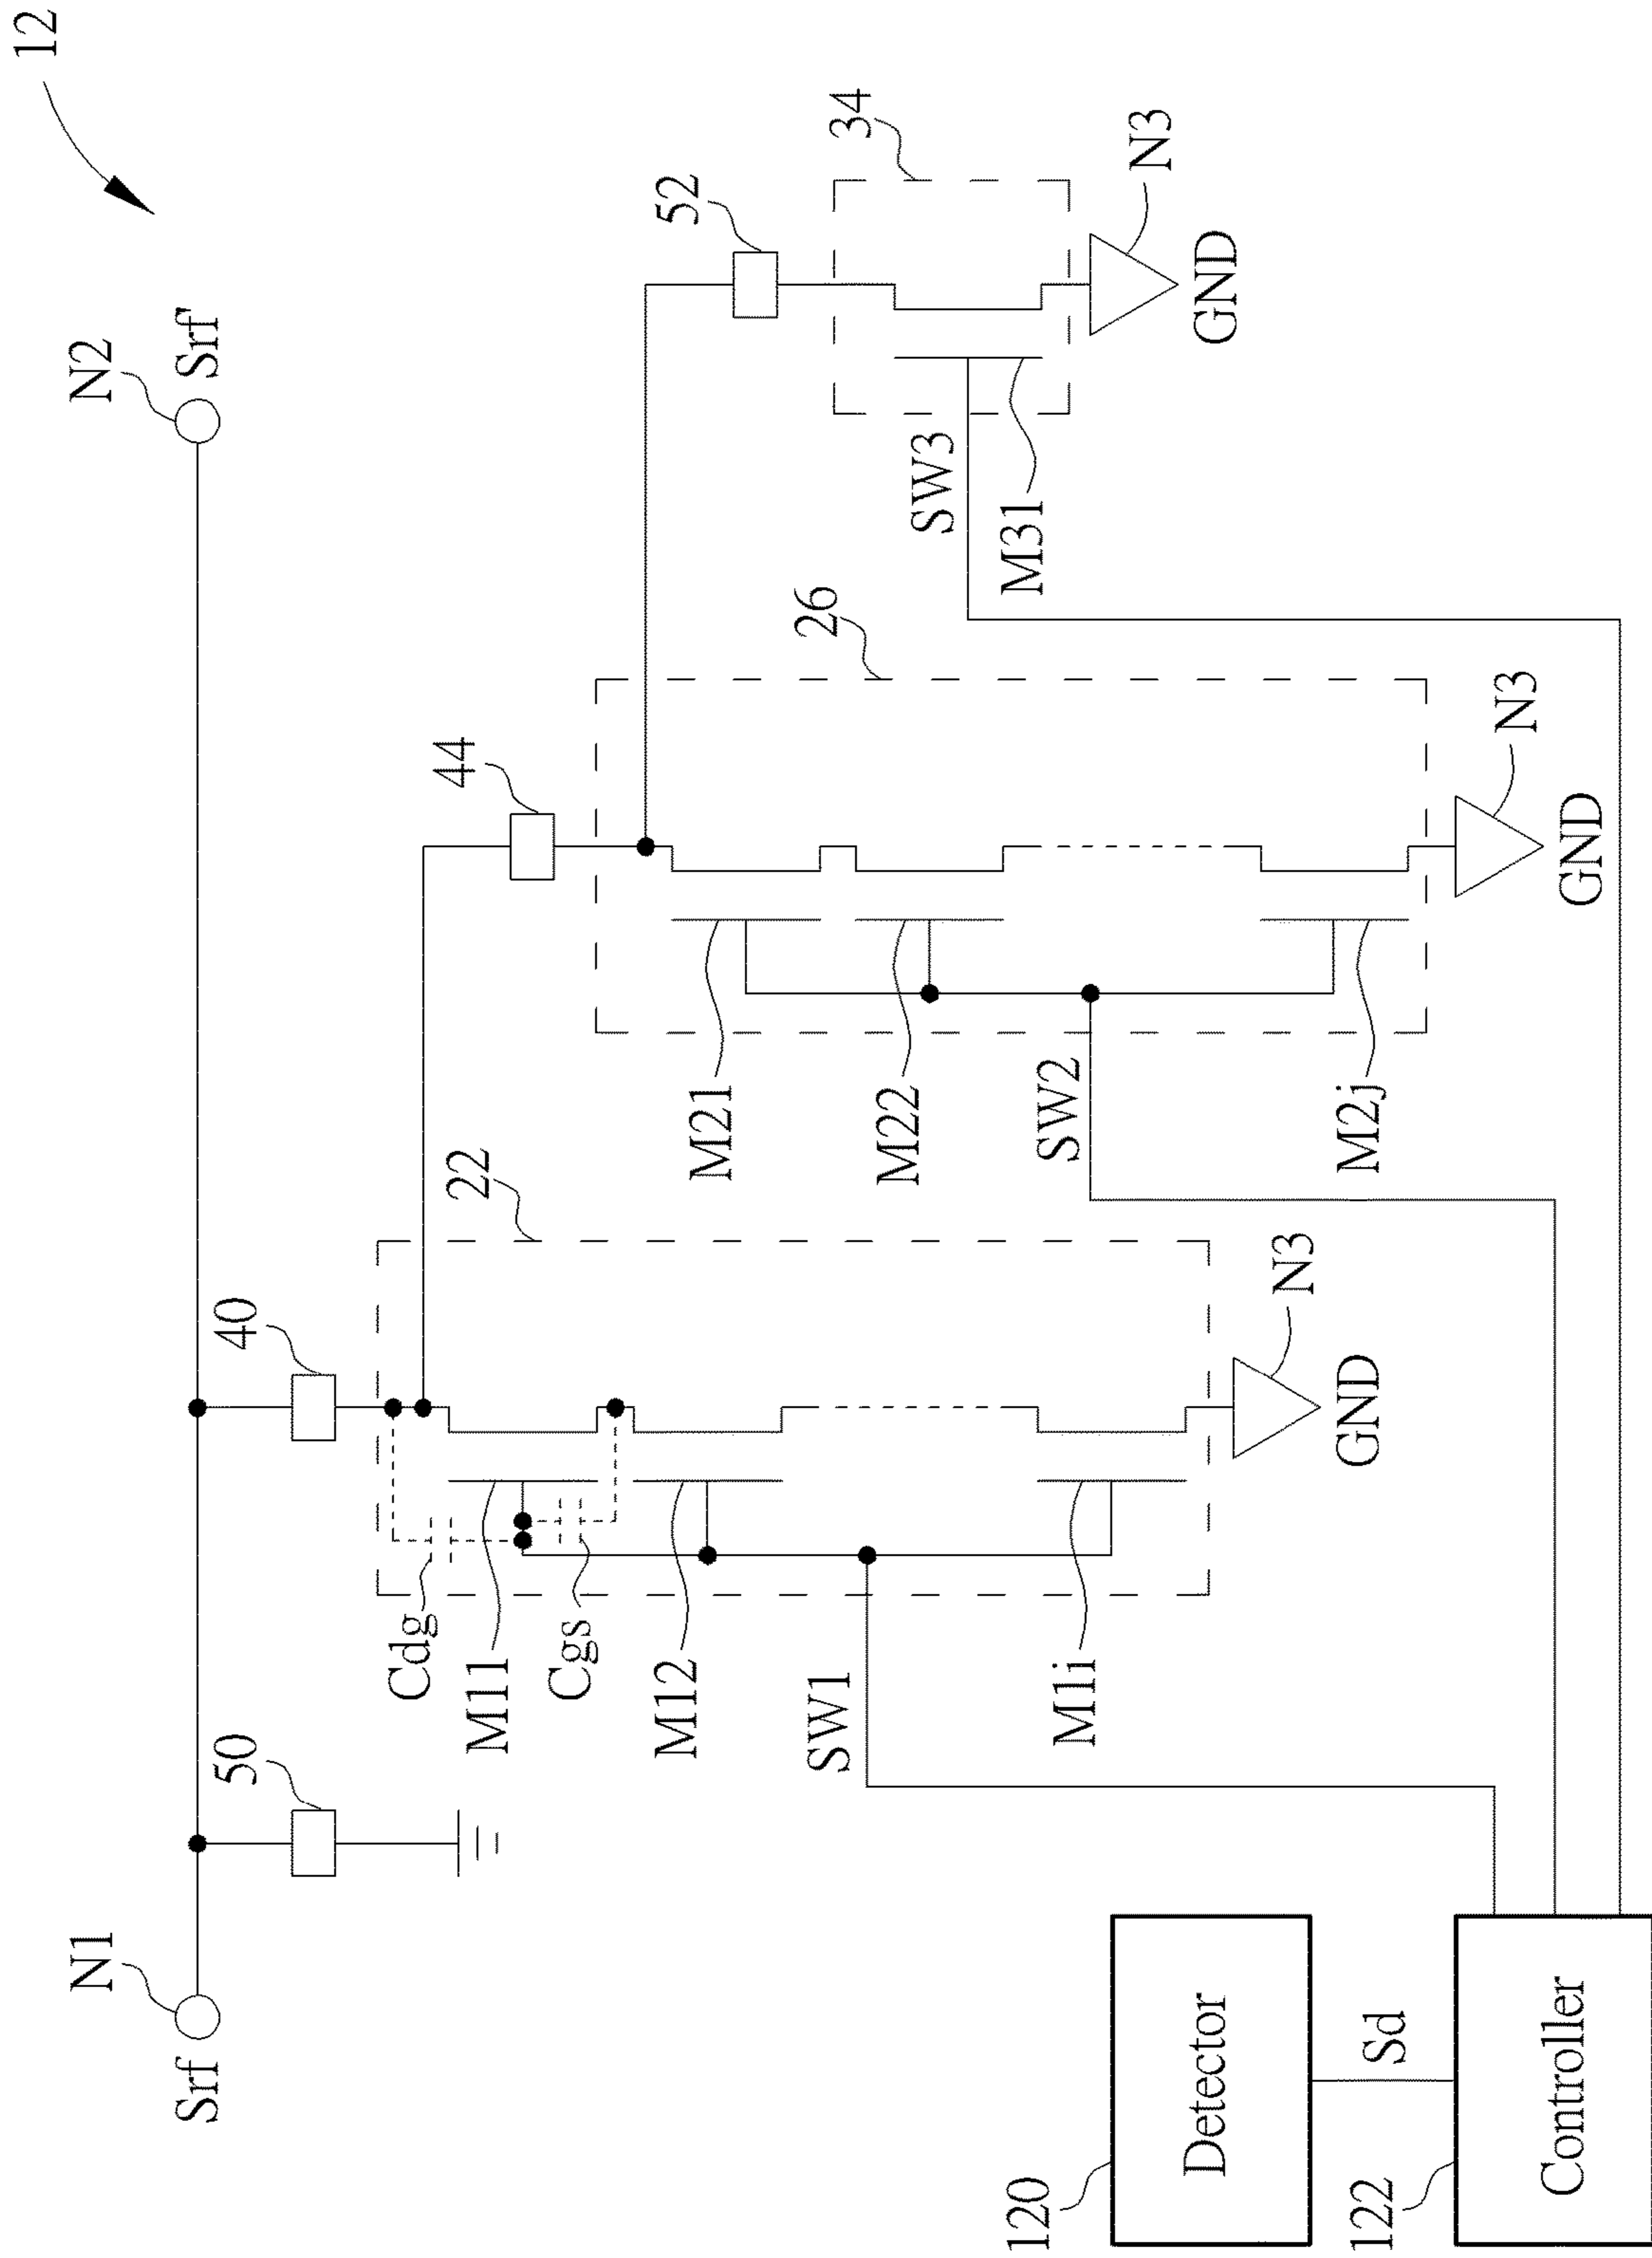 12
N1
Srf
N2
Srf'
50
40
44
52
22
26
34
Cdg
M11
Cgs
M12
SW1
M1i
N3
GND
M21
M22
SW2
M2j
N3
GND
SW3
M31
N3
GND
120
Detector
Sd
122
Controller